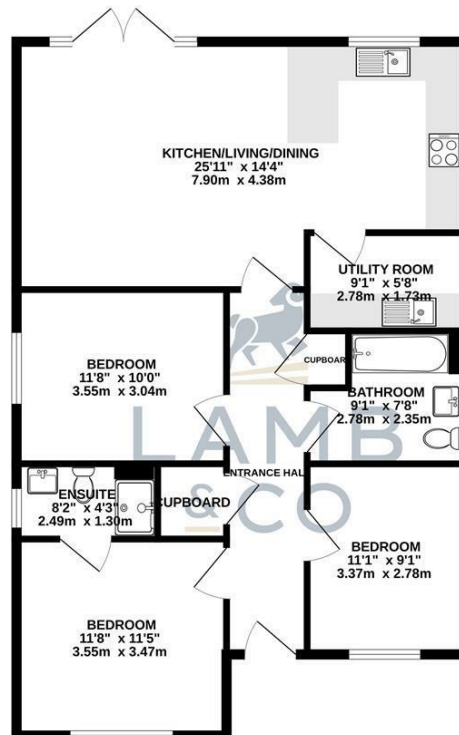 KITCHEN/LIVING/DINING
25'11" x 14'4"
7.90m x 4.38m
UTILITY ROOM
9'1" x 5'8"
2.78m x 1.73m
BEDROOM
11'8" x 10'0"
3.55m x 3.04m
CUPBOARD
BATHROOM
9'1" x 7'8"
2.78m x 2.35m
LAMB
& CO
ENTRANCE HALL
ENSUITE
8'2" x 4'3"
2.49m x 1.30m
CUPBOARD
BEDROOM
11'1" x 9'1"
3.37m x 2.78m
BEDROOM
11'8" x 11'5"
3.55m x 3.47m